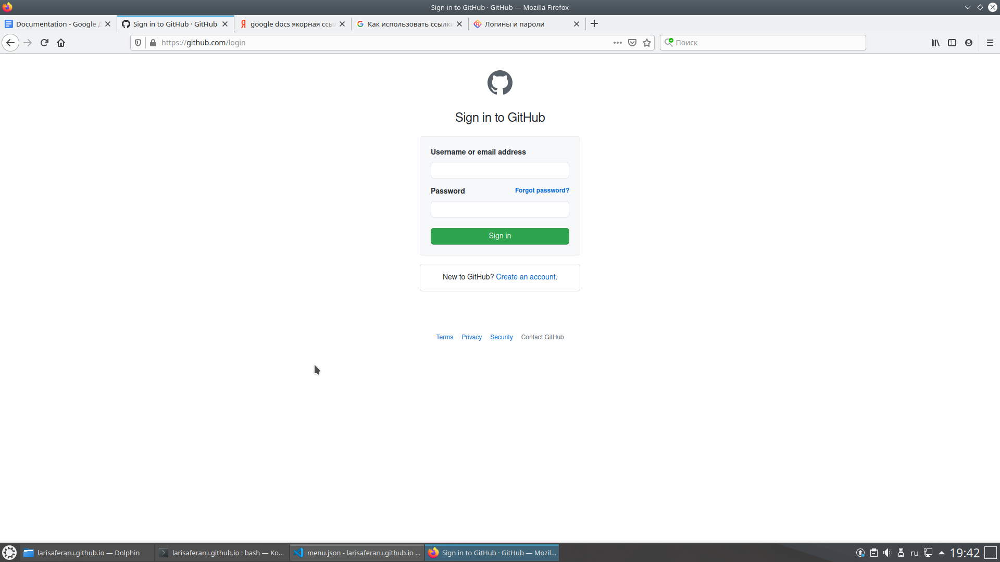 Sign in to GitHub · GitHub — Mozilla Firefox
Documentation - Google Д
Sign in to GitHub · GitHub
google docs якорная ссыл
Как использовать ссылки
Логины и пароли
https://github.com/login
Поиск
Sign in to GitHub
Username or email address
Password
Forgot password?
Sign in
New to GitHub? Create an account.
Terms
Privacy
Security
Contact GitHub
larisaferaru.github.io — Dolphin
larisaferaru.github.io : bash — Ko...
menu.json - larisaferaru.github.io ...
Sign in to GitHub · GitHub — Mozil...
ru
19:42